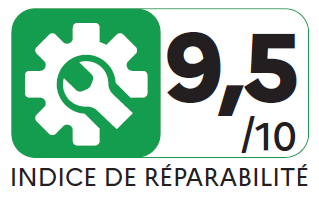 9,5
/10
INDICE DE RÉPARABILITÉ